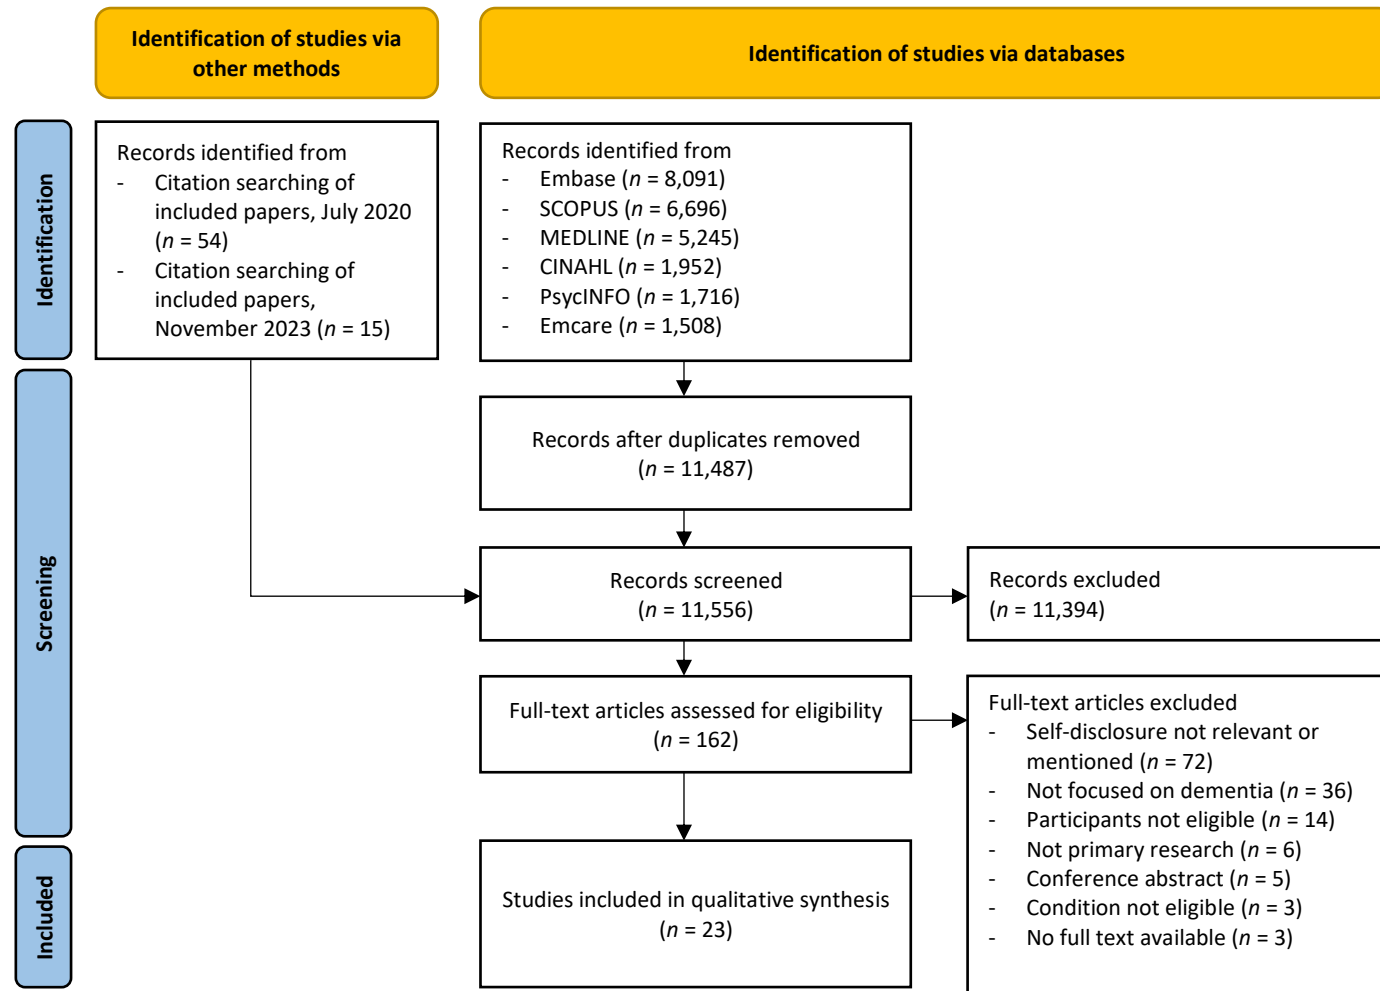 Identification of studies via
other methods
Identification of studies via databases
Identification
Records identified from
- Citation searching of
included papers, July 2020
(n = 54)
- Citation searching of
included papers,
November 2023 (n = 15)
Records identified from
- Embase (n = 8,091)
- SCOPUS (n = 6,696)
- MEDLINE (n = 5,245)
- CINAHL (n = 1,952)
- PsycINFO (n = 1,716)
- Emcare (n = 1,508)
Screening
Records after duplicates removed
(n = 11,487)
Records screened
(n = 11,556)
Records excluded
(n = 11,394)
Full-text articles assessed for eligibility
(n = 162)
Full-text articles excluded
- Self-disclosure not relevant or
mentioned (n = 72)
- Not focused on dementia (n = 36)
- Participants not eligible (n = 14)
- Not primary research (n = 6)
- Conference abstract (n = 5)
- Condition not eligible (n = 3)
- No full text available (n = 3)
Included
Studies included in qualitative synthesis
(n = 23)